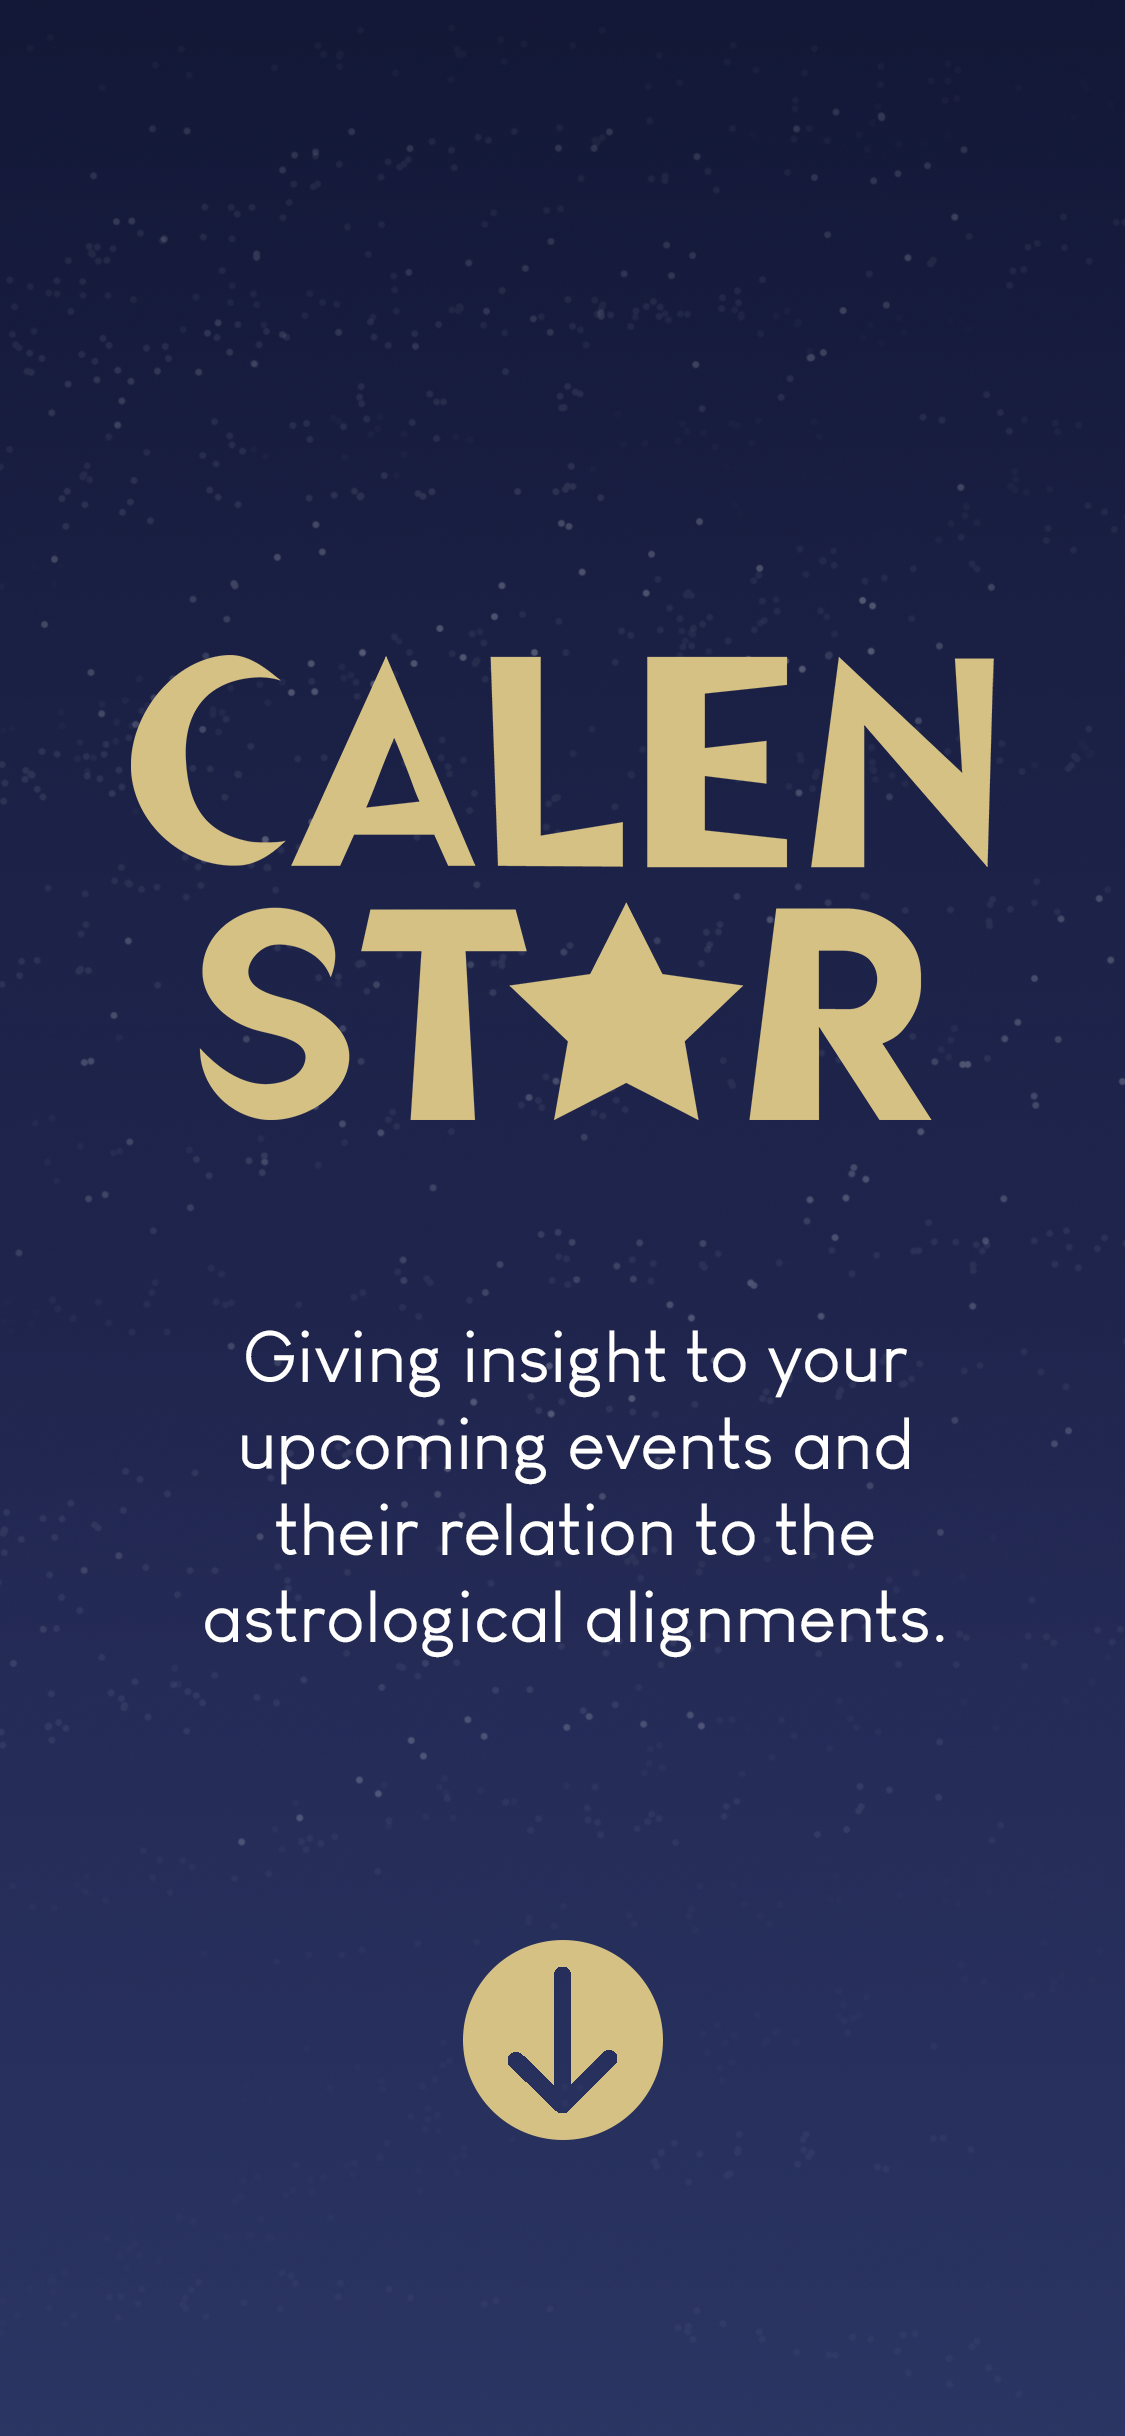 CALEN
STAR
Giving insight to your
upcoming events and
their relation to the
astrological alignments.